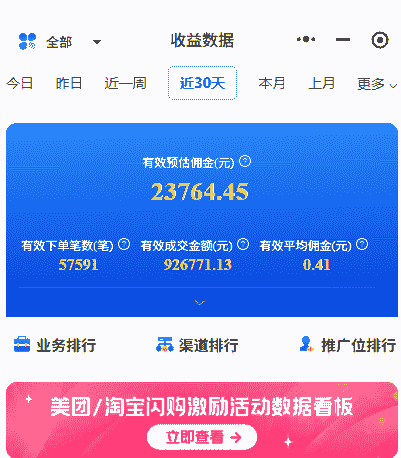 全部
收益数据
今日 昨日 近一周 近30天 本月 上月 更多
有效预估佣金(元)
23764.45
有效下单笔数(笔) 有效成交金额(元) 有效平均佣金(元)
57591 926771.13 0.41
业务排行 渠道排行 推广位排行
美团/淘宝闪购激励活动数据看板
立即查看